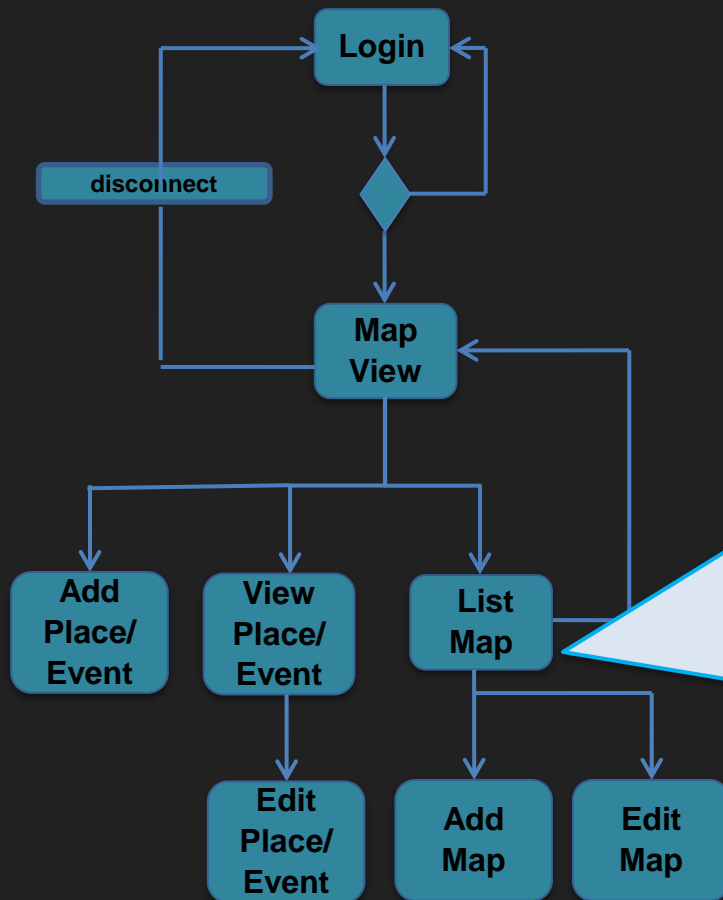 Login
disconnect
Map
View
Add
Place/
Event
View
Place/
Event
List
Map
Edit
Place/
Event
Add
Map
Edit
Map